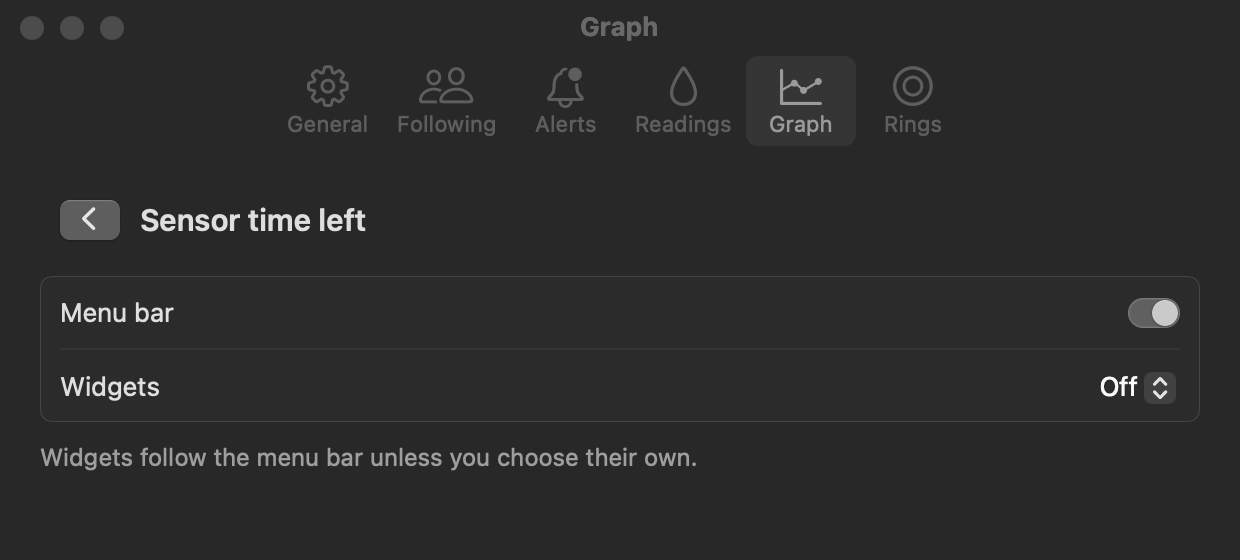 Graph
General
Following
Alerts
Readings
Graph
Rings
Sensor time left
Menu bar
Widgets
Off
Widgets follow the menu bar unless you choose their own.